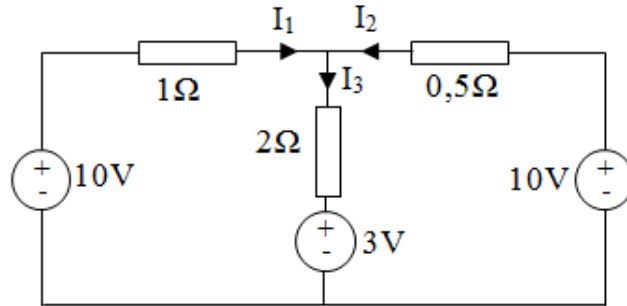 I₁ I₂
1Ω I₃ 0,5Ω
2Ω
+ 10V + 10V
-  -
+ 3V
-